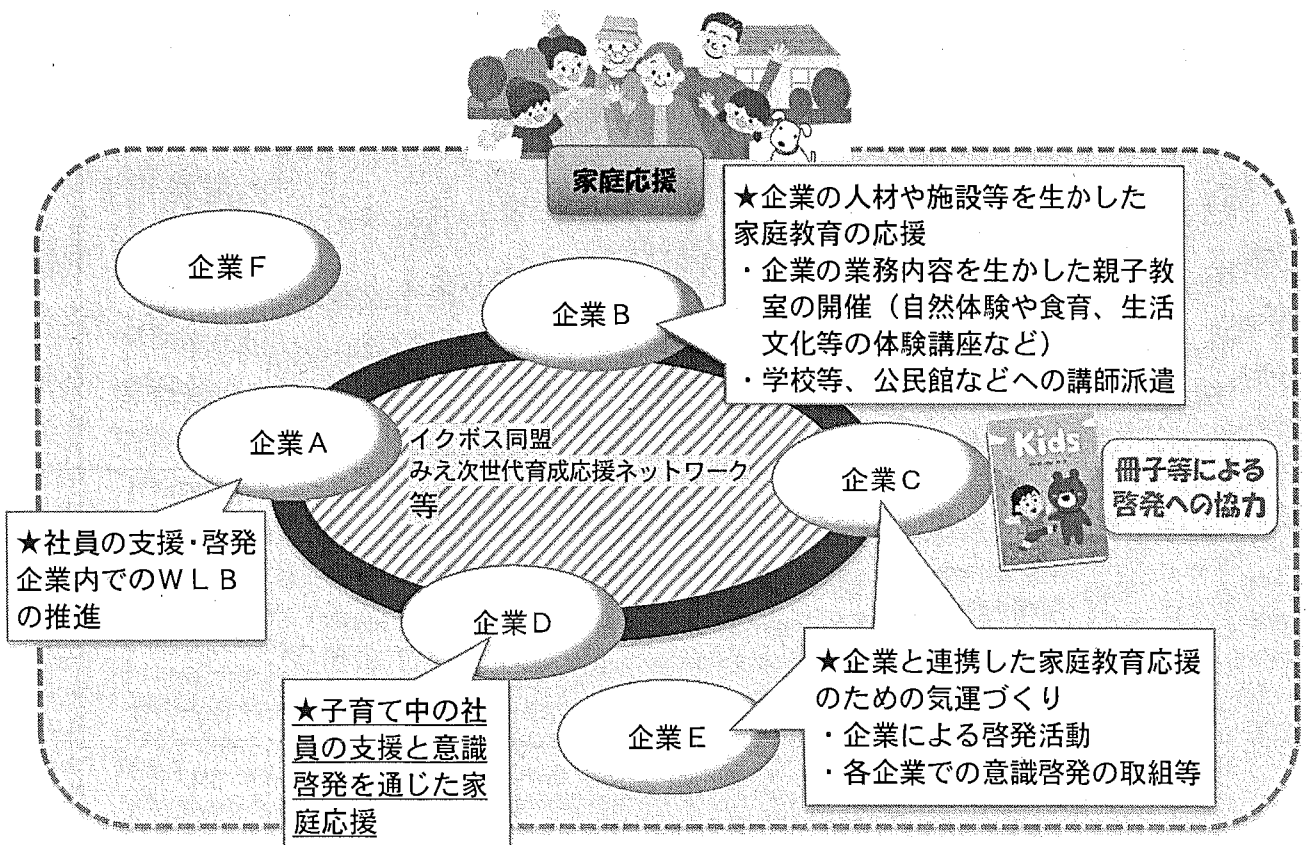 家庭応援
★企業の人材や施設等を生かした
家庭教育の応援
・企業の業務内容を生かした親子教
室の開催（自然体験や食育、生活
文化等の体験講座など）
・学校等、公民館などへの講師派遣
企業F
企業B
企業A
イクボス同盟
みえ次世代育成応援ネットワーク
等
企業C
Kids
冊子等による
啓発への協力
★社員の支援・啓発
企業内でのWLB
の推進
企業D
★子育て中の社
員の支援と意識
啓発を通じた家
庭応援
企業E
★企業と連携した家庭教育応援
のための気運づくり
・企業による啓発活動
・各企業での意識啓発の取組等